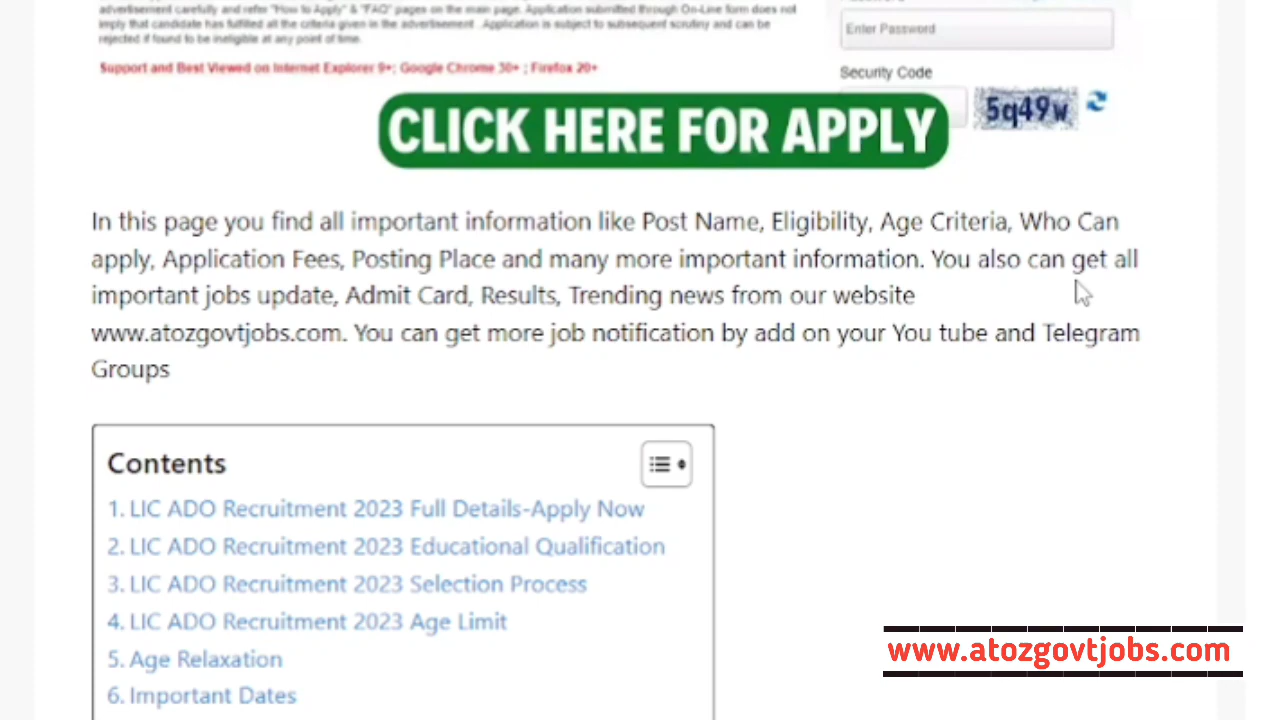 advertisement carefully and refer "How to Apply" & "FAQ" pages on the main page. Application submitted through On-Line form does not
imply that candidate has fulfilled all the criteria given in the advertisement . Application is subject to subsequent scrutiny and can be
rejected if found to be ineligible at any point of time.
Support and Best Viewed on Internet Explorer 9+; Google Chrome 30+ ; Firefox 20+
Enter Password
Security Code
5q49w
CLICK HERE FOR APPLY
In this page you find all important information like Post Name, Eligibility, Age Criteria, Who Can
apply, Application Fees, Posting Place and many more important information. You also can get all
important jobs update, Admit Card, Results, Trending news from our website
www.atozgovtjobs.com. You can get more job notification by add on your You tube and Telegram
Groups
Contents
1. LIC ADO Recruitment 2023 Full Details-Apply Now
2. LIC ADO Recruitment 2023 Educational Qualification
3. LIC ADO Recruitment 2023 Selection Process
4. LIC ADO Recruitment 2023 Age Limit
5. Age Relaxation
6. Important Dates
www.atozgovtjobs.com